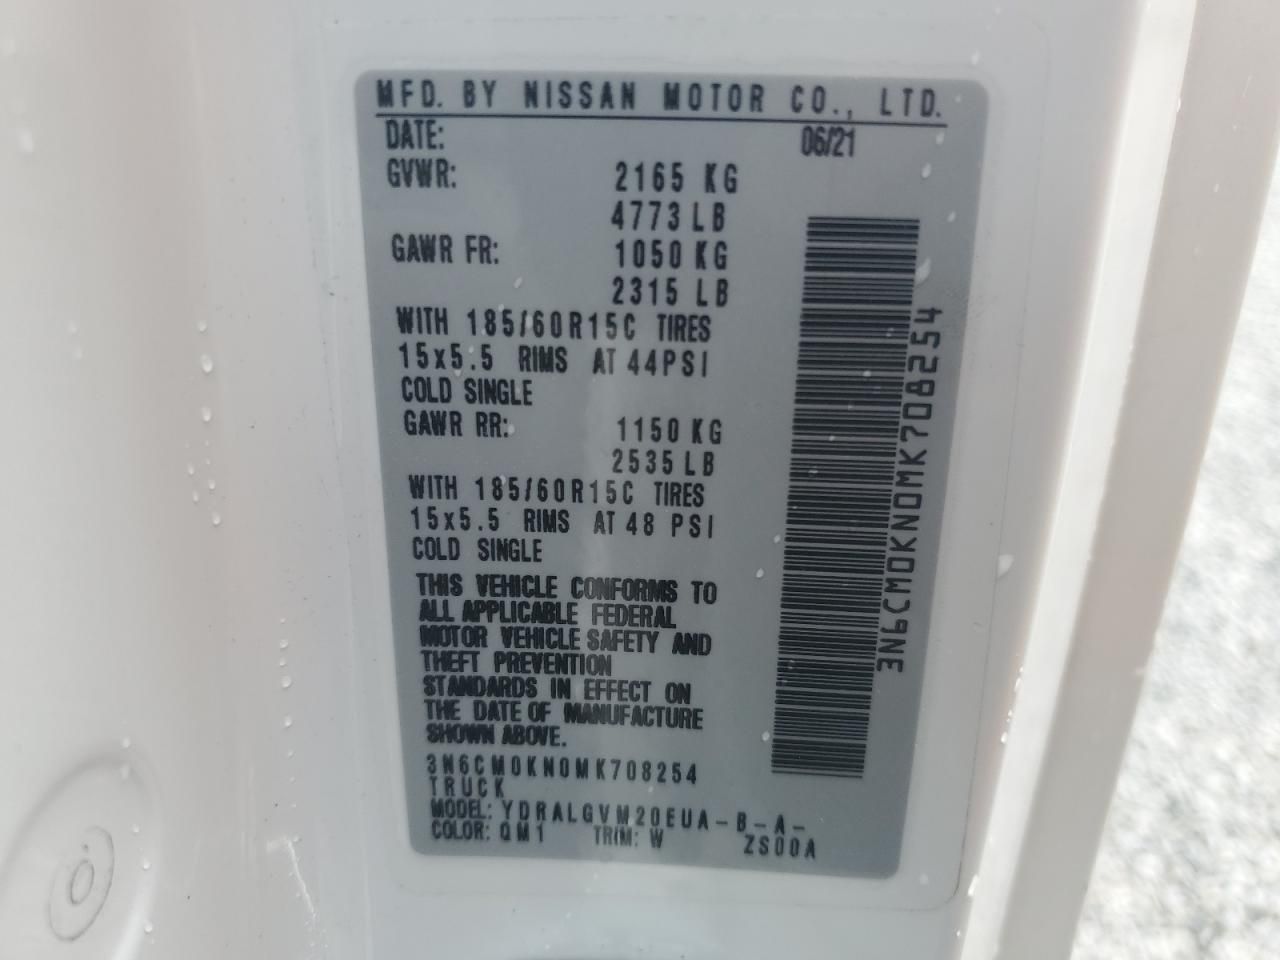 MFD. BY NISSAN MOTOR CO., LTD.
DATE: 06/21
GVWR: 2165 KG
4773 LB
GAWR FR: 1050 KG
2315 LB
WITH 185/60R15C TIRES
15x5.5 RIMS AT 44PSI
COLD SINGLE
GAWR RR: 1150 KG
2535 LB
WITH 185/60R15C TIRES
15x5.5 RIMS AT 48 PSI
COLD SINGLE
THIS VEHICLE CONFORMS TO
ALL APPLICABLE FEDERAL
MOTOR VEHICLE SAFETY AND
THEFT PREVENTION
STANDARDS IN EFFECT ON
THE DATE OF MANUFACTURE
SHOWN ABOVE.
3N6CM0KN0MK708254
TRUCK
MODEL: YDRALGVM20EUA-B-A-
COLOR: QM1 TRIM: W ZS00A
3N6CM0KN0MK708254